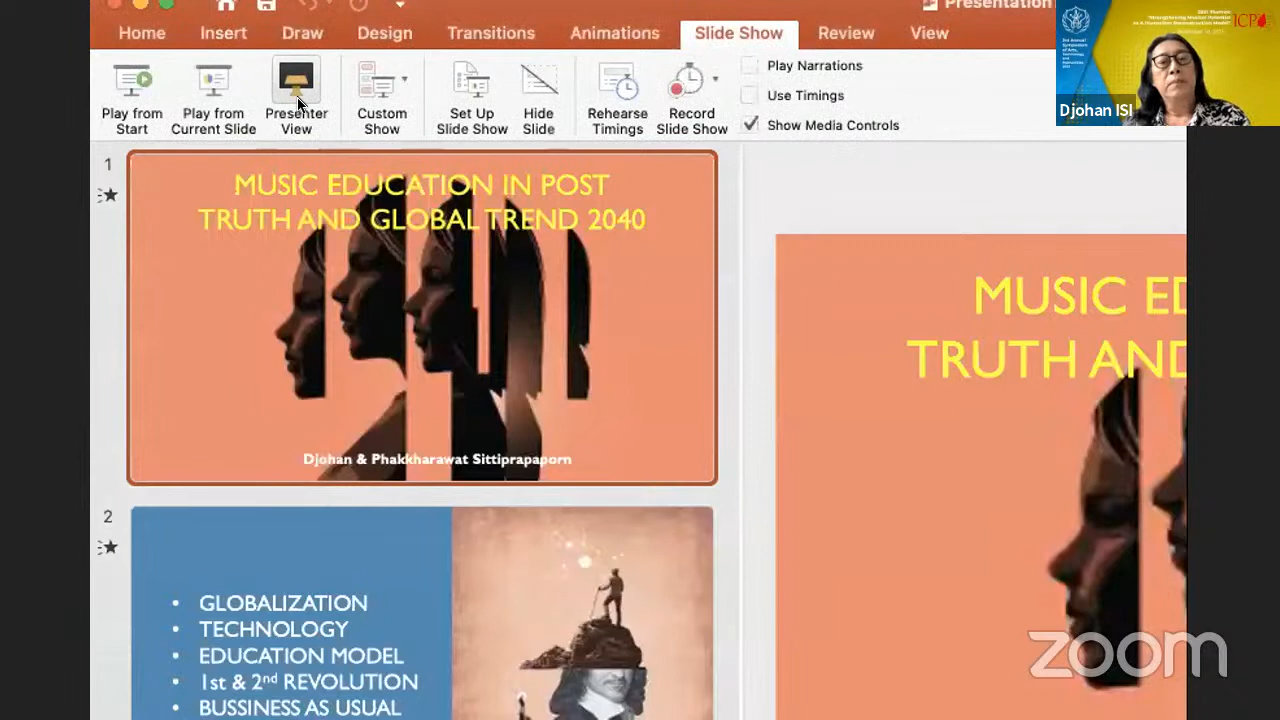 Presentation
Home Insert Draw Design Transitions Animations Slide Show Review View
Play from Start
Play from Current Slide
Presenter View
Custom Show
Set Up Slide Show
Hide Slide
Rehearse Timings
Record Slide Show
Play Narrations
Use Timings
Show Media Controls
ICP
Djohan ISI
1
MUSIC EDUCATION IN POST
TRUTH AND GLOBAL TREND 2040
Djohan & Phakkharawat Sittiprapaporn
2
• GLOBALIZATION
• TECHNOLOGY
• EDUCATION MODEL
• 1st & 2nd REVOLUTION
• BUSSINESS AS USUAL
MUSIC ED
TRUTH AND
zoom